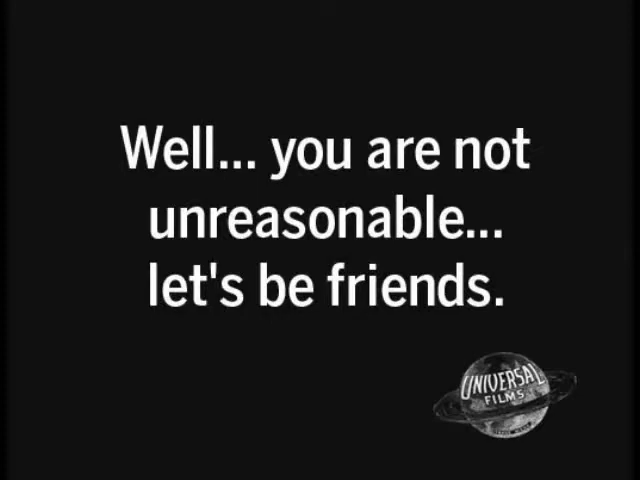 Well... you are not
unreasonable...
let's be friends.
UNIVERSAL
FILMS